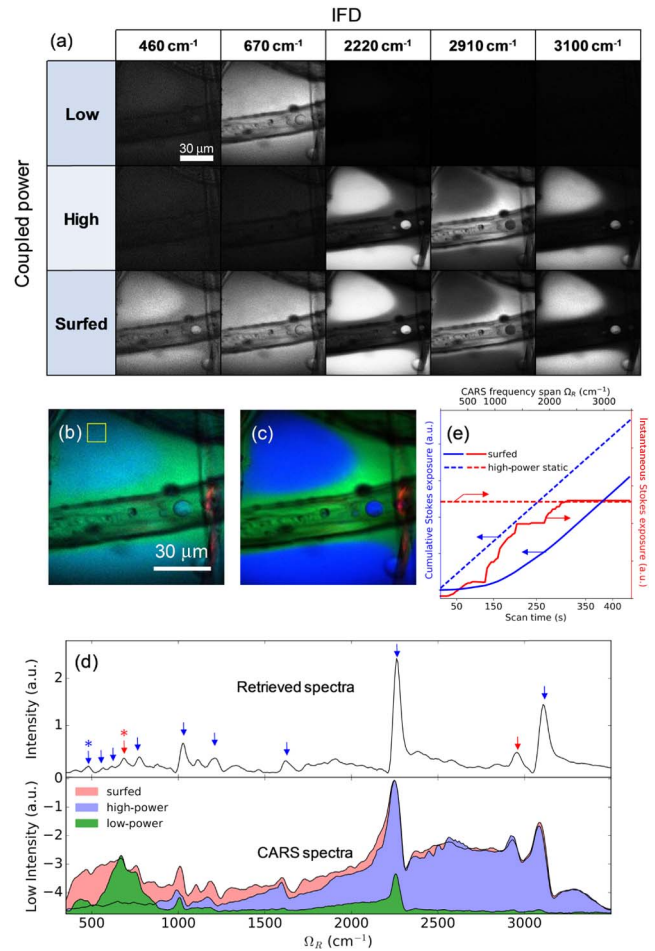 IFD
(a)
460 cm⁻¹ 670 cm⁻¹ 2220 cm⁻¹ 2910 cm⁻¹ 3100 cm⁻¹
Coupled power
Low
30 μm
High
Surfed
(b)
30 μm
(c)
(e)
CARS frequency span Ω_R (cm⁻¹)
500 1000 2000 3000
Cumulative Stokes exposure (a.u.)
Instantaneous Stokes exposure (a.u.)
surfed
high-power static
50 150 250 350 400
Scan time (s)
(d)
Retrieved spectra
Intensity (a.u.)
2
1
0
* *
surfed
high-power
low-power
CARS spectra
Low Intensity (a.u.)
−1
−2
−3
−4
500 1000 1500 2000 2500 3000
Ω_R (cm⁻¹)